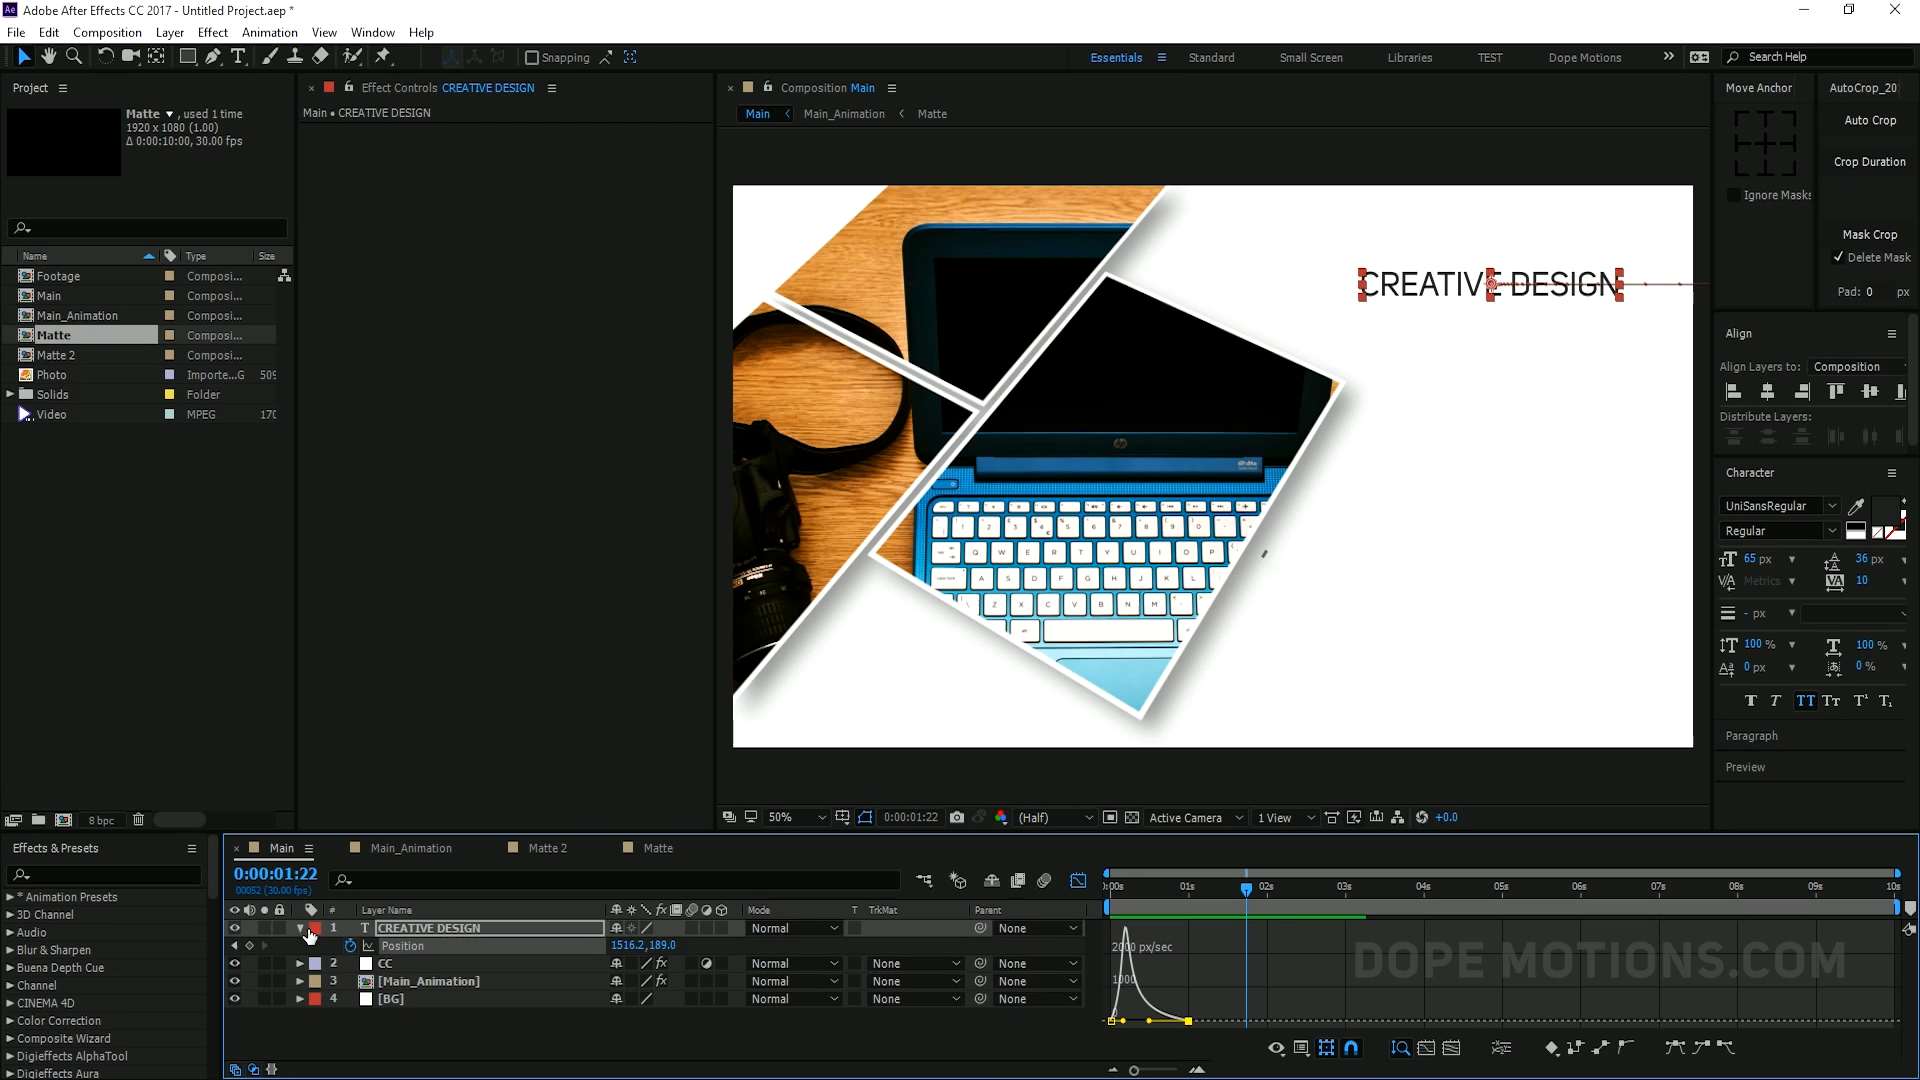 Adobe After Effects CC 2017 - Untitled Project.aep *
File Edit Composition Layer Effect Animation View Window Help
Snapping
Essentials Standard Small Screen Libraries TEST Dope Motions Search Help
Project
Matte , used 1 time
1920 x 1080 (1.00)
Δ 0:00:10:00, 30.00 fps
Name Type Size
Footage Composi...
Main Composi...
Main_Animation Composi...
Matte Composi...
Matte 2 Composi...
Photo Importe...G 509
Solids Folder
Video MPEG 170
8 bpc
Effect Controls CREATIVE DESIGN
Main • CREATIVE DESIGN
Composition Main
Main Main_Animation Matte
CREATIVE DESIGN
50% 0:00:01:22 (Half) Active Camera 1 View +0.0
Move Anchor AutoCrop_20
Auto Crop
Crop Duration
Ignore Masks
Mask Crop
Delete Mask
Pad: 0 px
Align
Align Layers to: Composition
Distribute Layers:
Character
UniSansRegular
Regular
65 px 36 px
Metrics 10
- px
100 % 100 %
0 px 0 %
Paragraph
Preview
Effects & Presets
* Animation Presets
3D Channel
Audio
Blur & Sharpen
Buena Depth Cue
Channel
CINEMA 4D
Color Correction
Composite Wizard
Digieffects AlphaTool
Digieffects Aura
Main Main_Animation Matte 2 Matte
0:00:01:22
00052 (30.00 fps)
# Layer Name Mode T TrkMat Parent
1 T CREATIVE DESIGN Normal None
Position 1516.2,189.0
2 CC Normal None None
3 [Main_Animation] Normal None None
4 [BG] Normal None None
0:00s 01s 02s 03s 04s 05s 06s 07s 08s 09s 10s
2000 px/sec
1000
0
DOPE MOTIONS.COM